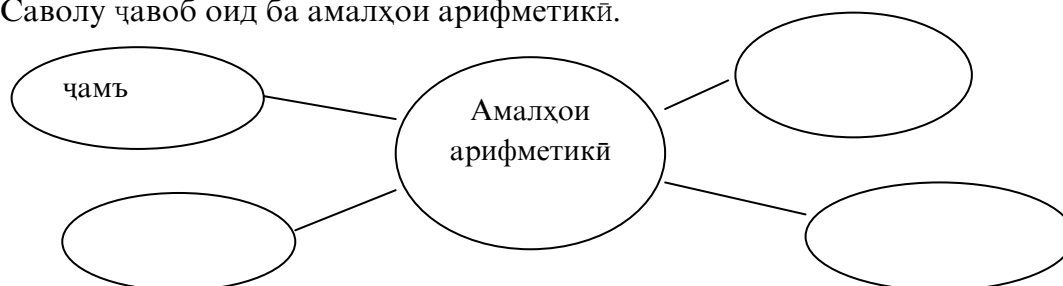 Саволу ҷавоб оид ба амалҳои арифметикӣ.
ҷамъ
Амалҳои
арифметикӣ